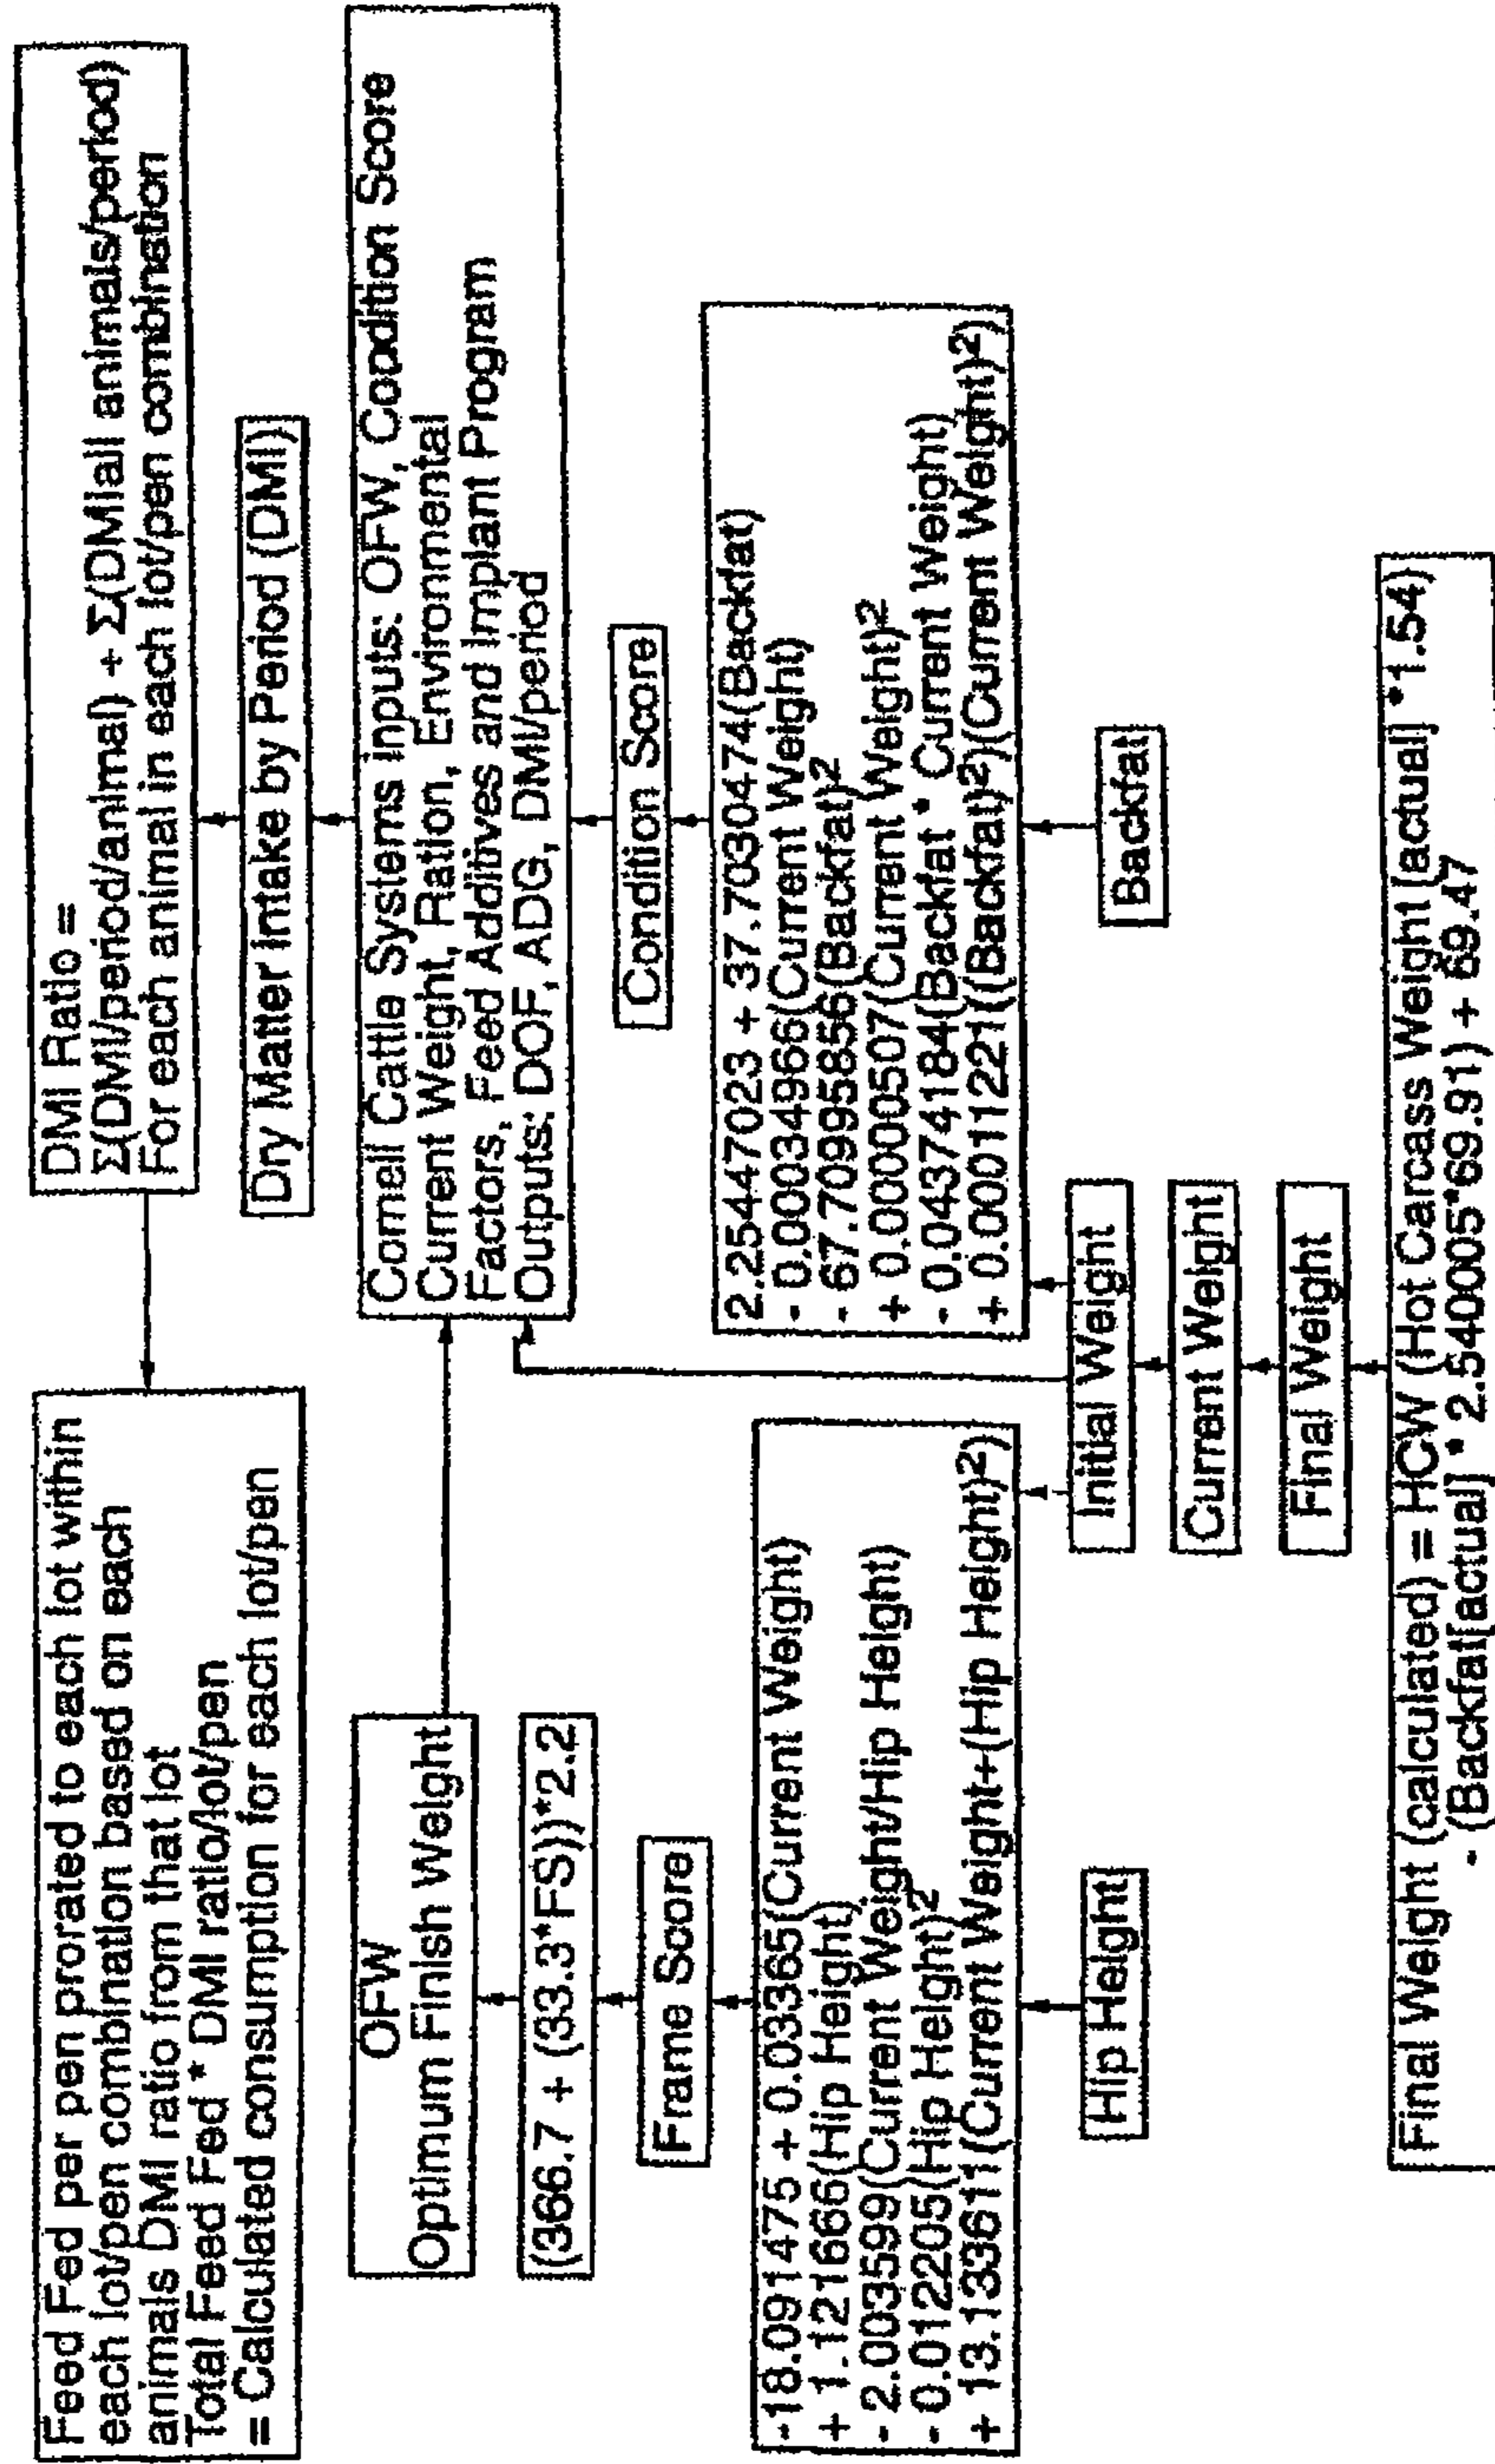 Feed Fed per pen prorated to each lot within
each lot/pen combination based on each
animals DMI ratio from that lot
Total Feed Fed * DMI ratio/lot/pen
= Calculated consumption for each lot/pen
DMI Ratio =
Σ(DMI/period/animal) ÷ Σ(DMIall animals/period)
For each animal in each lot/pen combination
Dry Matter Intake by Period (DMI)
OFW
Optimum Finish Weight
Cornell Cattle Systems Inputs: OFW, Condition Score
Current Weight, Ration, Environmental
Factors, Feed Additives and Implant Program
Outputs: DOF, ADG, DMI/period
(366.7 + (33.3*FS))*2.2
Frame Score
Condition Score
-18.091475 + 0.03365(Current Weight)
+ 1.121666(Hip Height)
- 2.003599(Current Weight/Hip Height)
- 0.012205(Hip Height)²
+ 13.13611(Current Weight÷(Hip Height)²)
2.25447023 + 37.7030474(Backfat)
- 0.0034966(Current Weight)
- 67.70995856(Backfat)²
+ 0.00000507(Current Weight)²
- 0.04374184(Backfat * Current Weight)
+ 0.00011221((Backfat)²)(Current Weight)²)
Hip Height
Initial Weight
Backfat
Current Weight
Final Weight
Final Weight (calculated) = HCW (Hot Carcass Weight[actual] *1.54)
- (Backfat[actual] * 2.54005*69.91) + 69.47